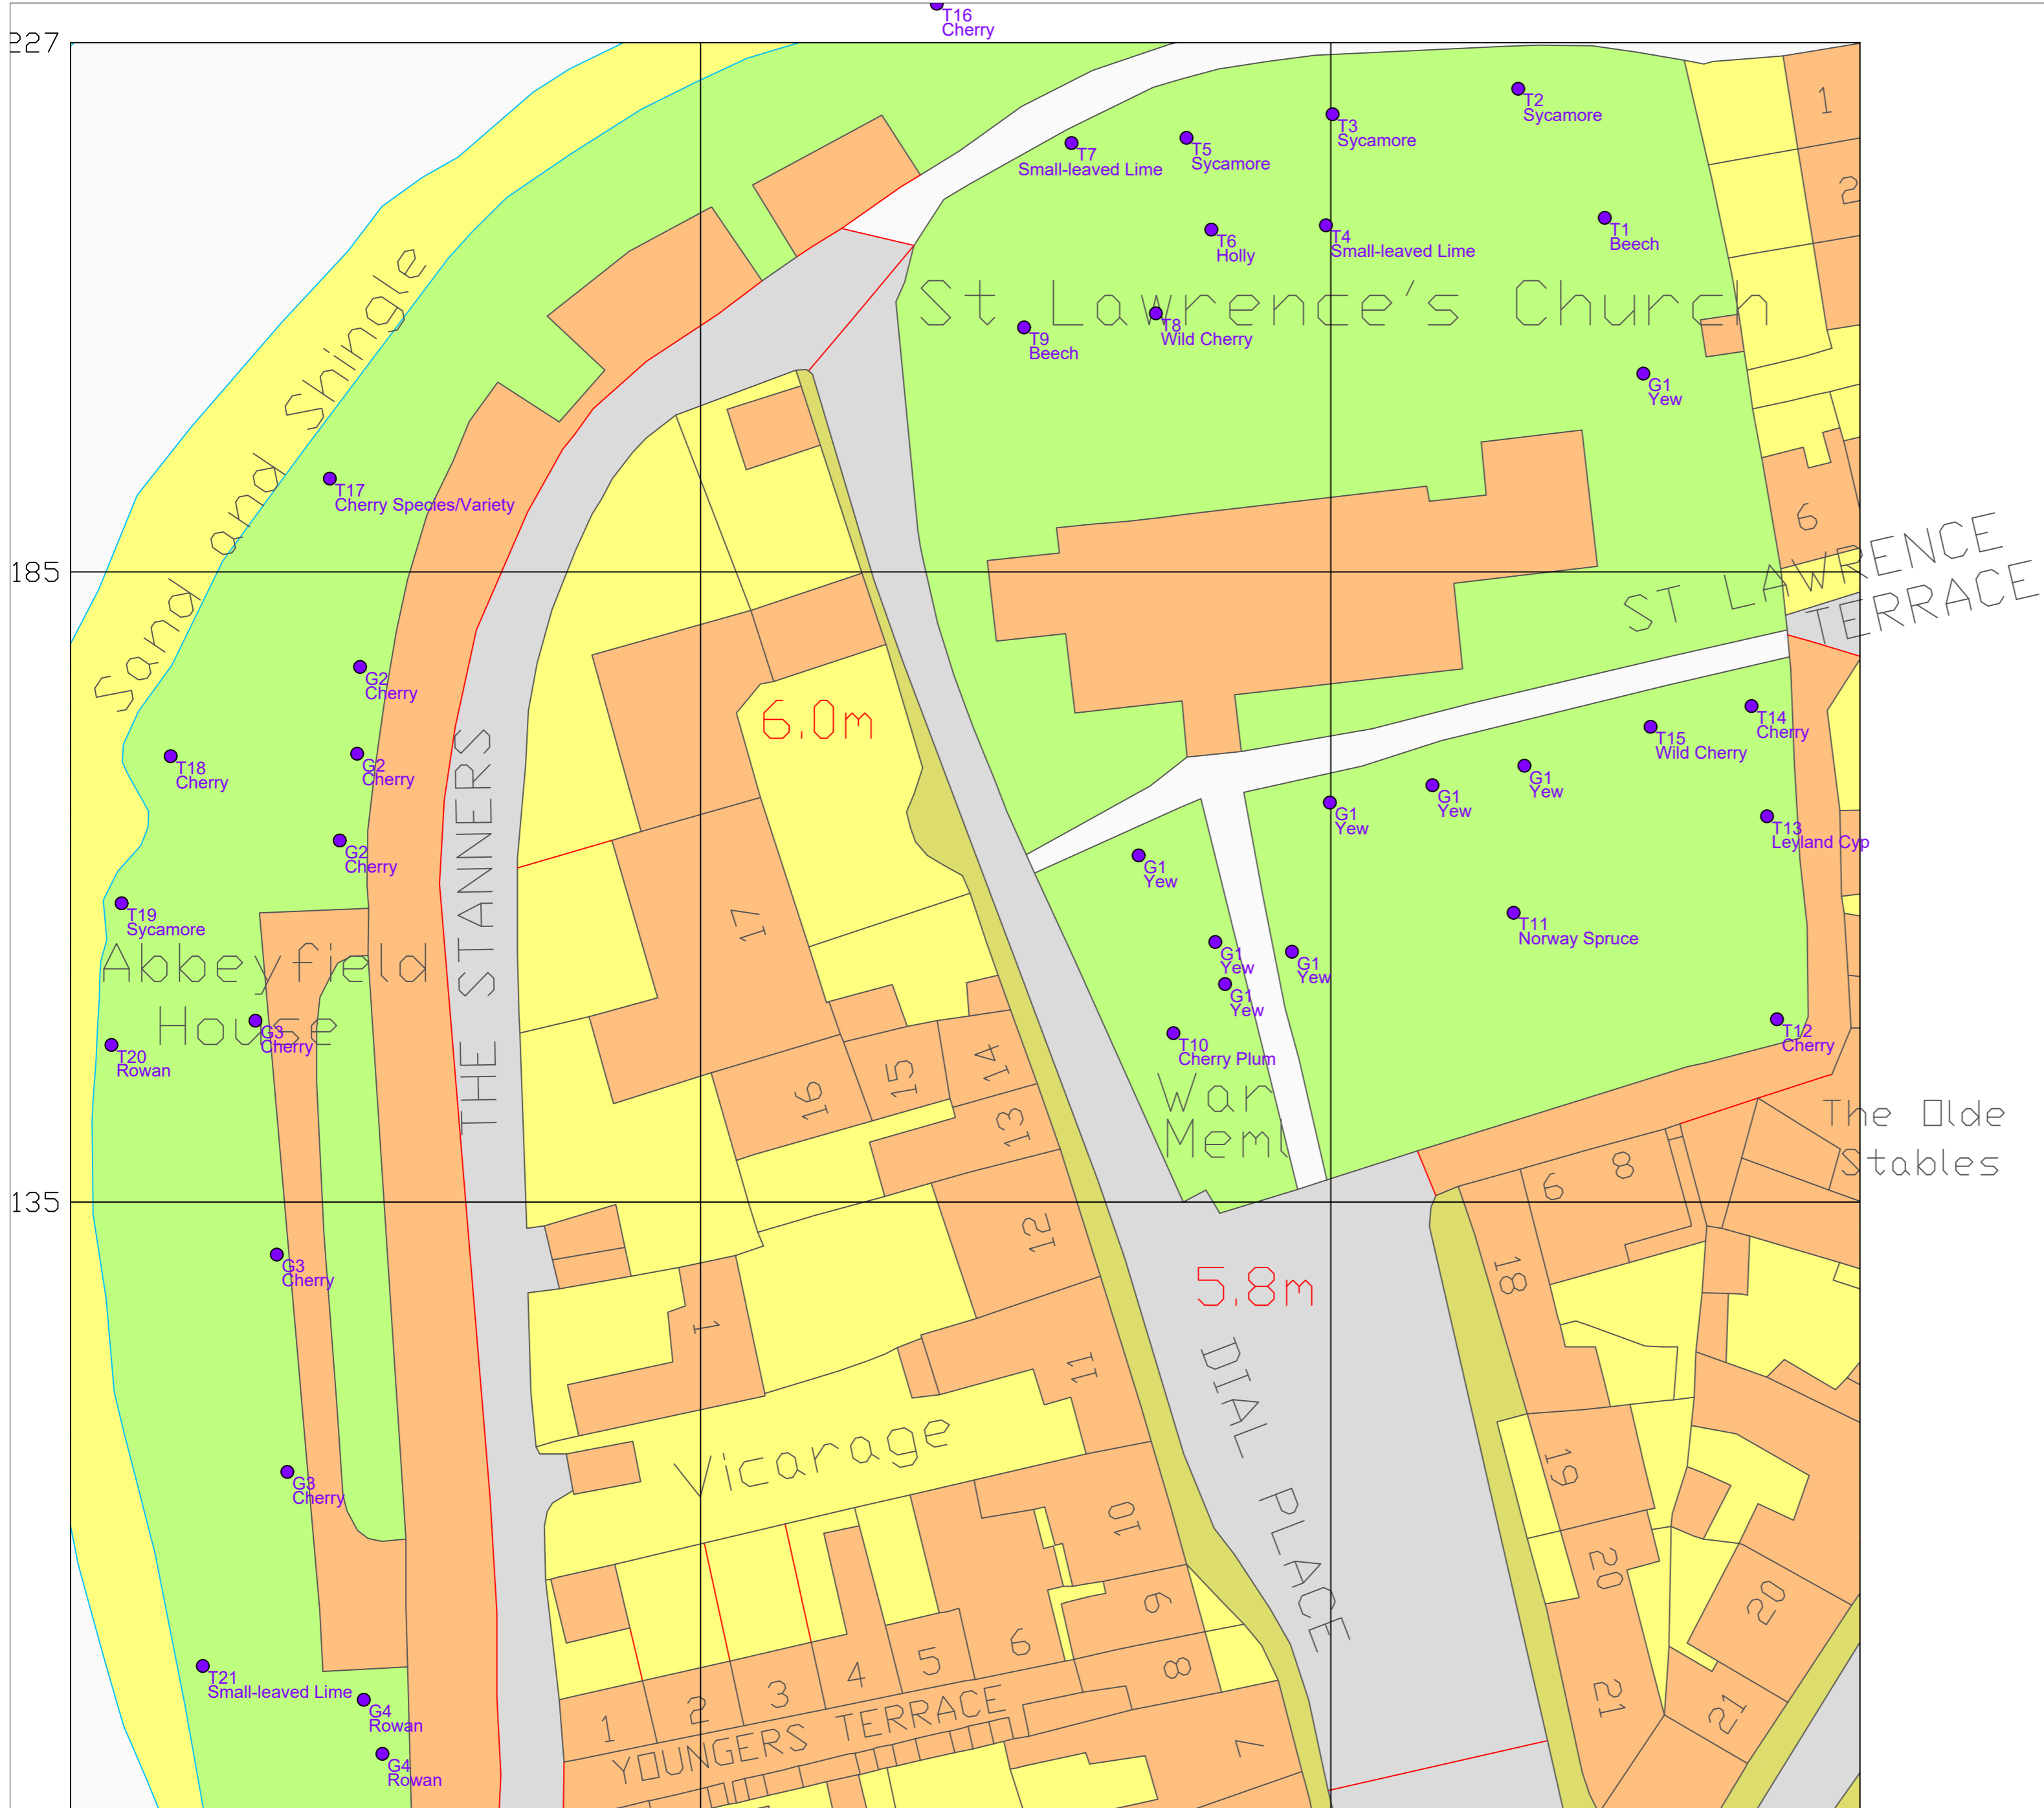 T16
Cherry
227
T2
Sycamore
1
T3
Sycamore
T5
Sycamore
T7
Small-leaved Lime
2
T1
Beech
T6
Holly
T4
Small-leaved Lime
St Lawrence's Church
T8
Wild Cherry
T9
Beech
G1
Yew
Sand and Shingle
T17
Cherry Species/Variety
6
185
ST LAWRENCE
TERRACE
G2
Cherry
6.0m
T14
Cherry
T15
Wild Cherry
T18
Cherry
G2
Cherry
G1
Yew
G1
Yew
G1
Yew
T13
Leyland Cyp
G2
Cherry
G1
Yew
THE STANNERS
17
T19
Sycamore
T11
Norway Spruce
Abbeyfield
House
G1
Yew
G1
Yew
G1
Yew
G3
Cherry
T20
Rowan
T10
Cherry Plum
T12
Cherry
14
15
16
13
War
Meml
The Olde
Stables
135
9
8
12
18
G3
Cherry
5.8m
1
11
DIAL PLACE
Vicarage
19
G3
Cherry
10
20
20
9
6
5
8
4
3
2
1
T21
Small-leaved Lime
G4
Rowan
21
21
YOUNGERS TERRACE
7
G4
Rowan